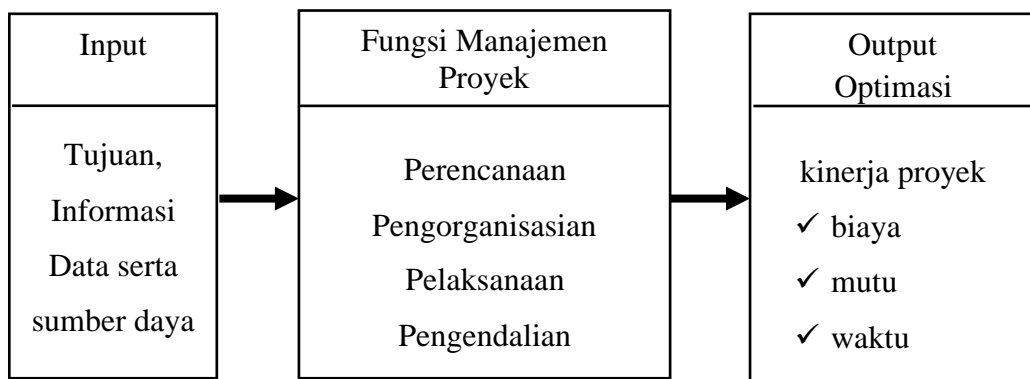 Input
Tujuan,
Informasi
Data serta
sumber daya
Fungsi Manajemen
Proyek
Perencanaan
Pengorganisasian
Pelaksanaan
Pengendalian
Output
Optimasi
kinerja proyek
✓ biaya
✓ mutu
✓ waktu